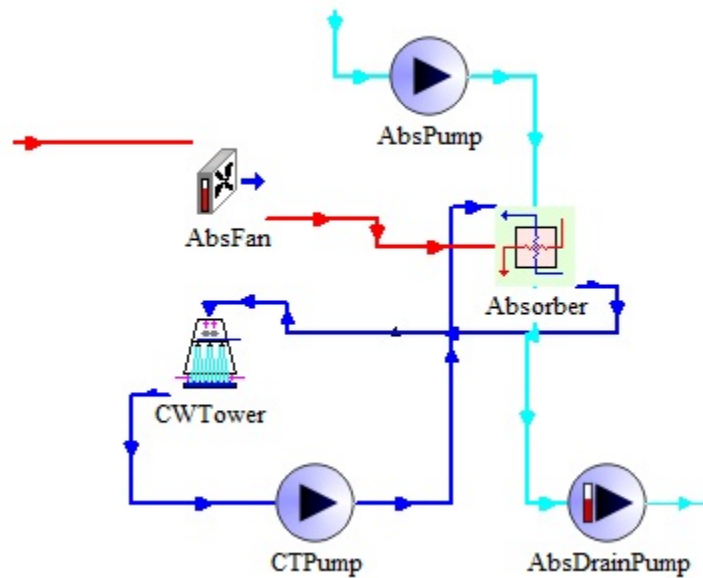 AbsPump
AbsFan
Absorber
CWTower
CTPump
AbsDrainPump